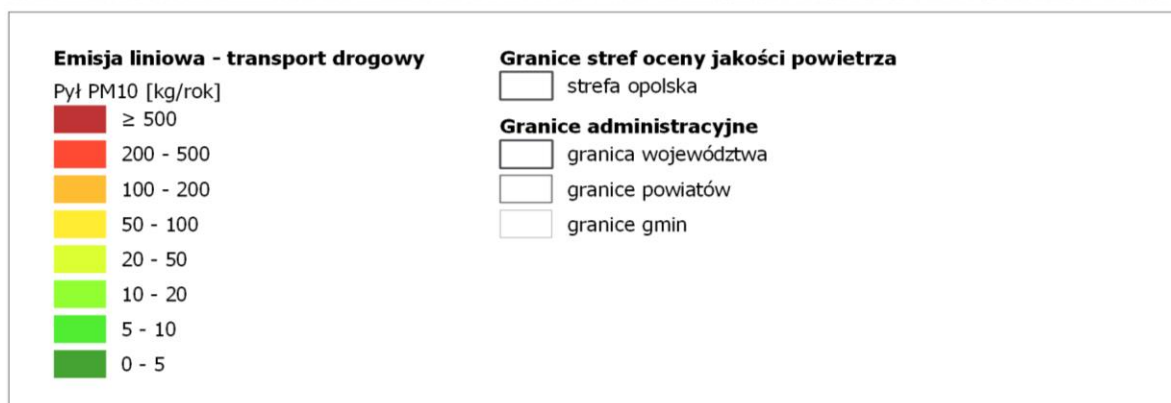 Emisja liniowa - transport drogowy
Pył PM10 [kg/rok]
≥ 500
200 - 500
100 - 200
50 - 100
20 - 50
10 - 20
5 - 10
0 - 5
Granice stref oceny jakości powietrza
strefa opolska
Granice administracyjne
granica województwa
granice powiatów
granice gmin